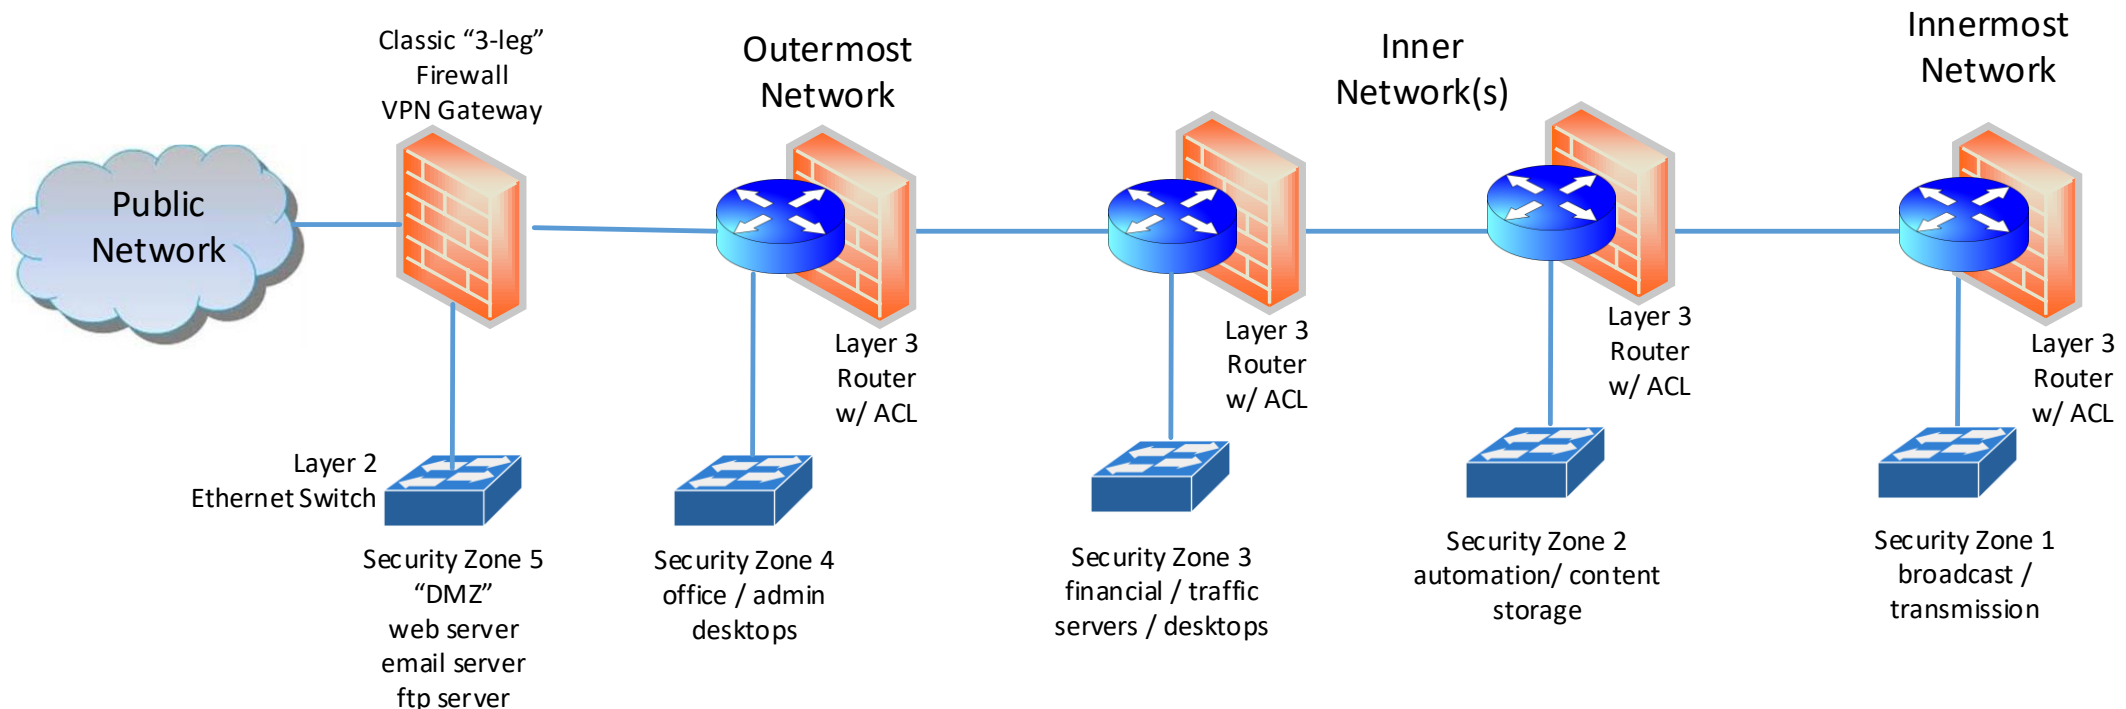 Classic “3-leg”
Firewall
VPN Gateway
Outermost
Network
Inner
Network(s)
Innermost
Network
Public
Network
Layer 3
Router
w/ ACL
Layer 3
Router
w/ ACL
Layer 3
Router
w/ ACL
Layer 3
Router
w/ ACL
Layer 2
Ethernet Switch
Security Zone 5
“DMZ”
web server
email server
ftp server
Security Zone 4
office / admin
desktops
Security Zone 3
financial / traffic
servers / desktops
Security Zone 2
automation/ content
storage
Security Zone 1
broadcast /
transmission